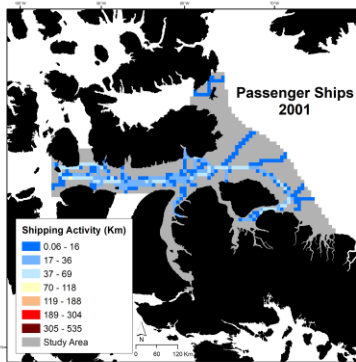 Passenger Ships
2001
Shipping Activity (Km)
0.06 - 16
17 - 36
37 - 69
70 - 118
119 - 188
189 - 304
305 - 535
Study Area
N
0 60 120 Km